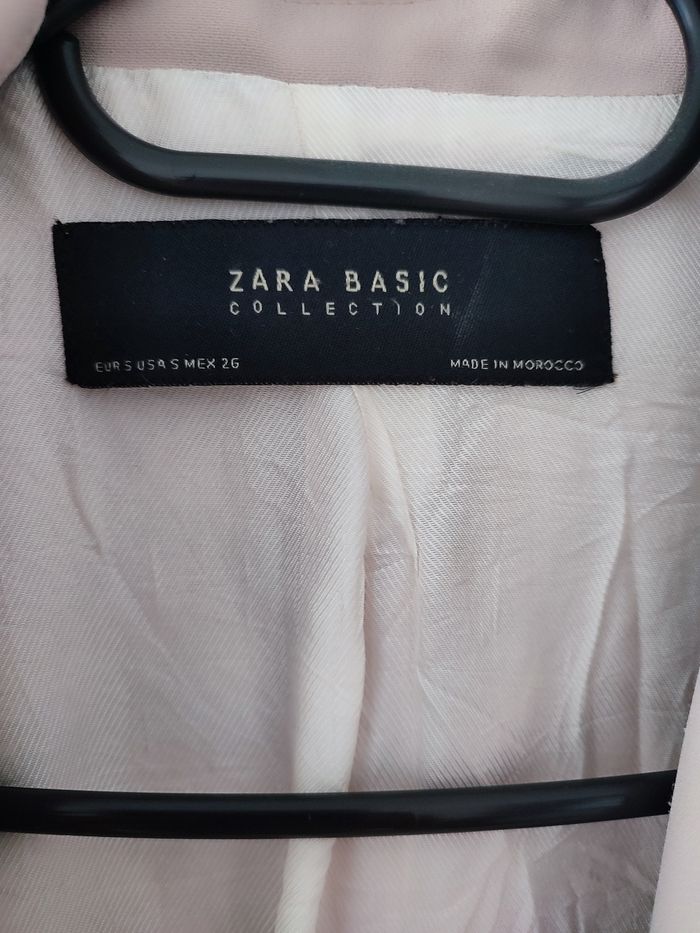 ZARA BASIC
COLLECTION
EUR S USA S MEX 26
MADE IN MOROCCO